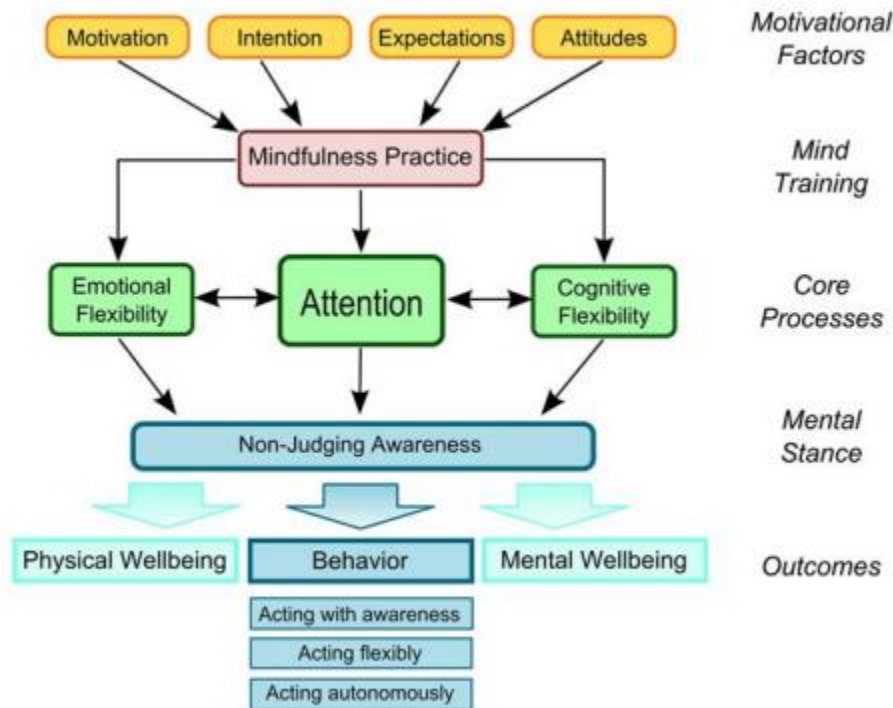 Motivation
Intention
Expectations
Attitudes
Motivational
Factors
Mindfulness Practice
Mind
Training
Emotional
Flexibility
Attention
Cognitive
Flexibility
Core
Processes
Non-Judging Awareness
Mental
Stance
Physical Wellbeing
Behavior
Mental Wellbeing
Outcomes
Acting with awareness
Acting flexibly
Acting autonomously